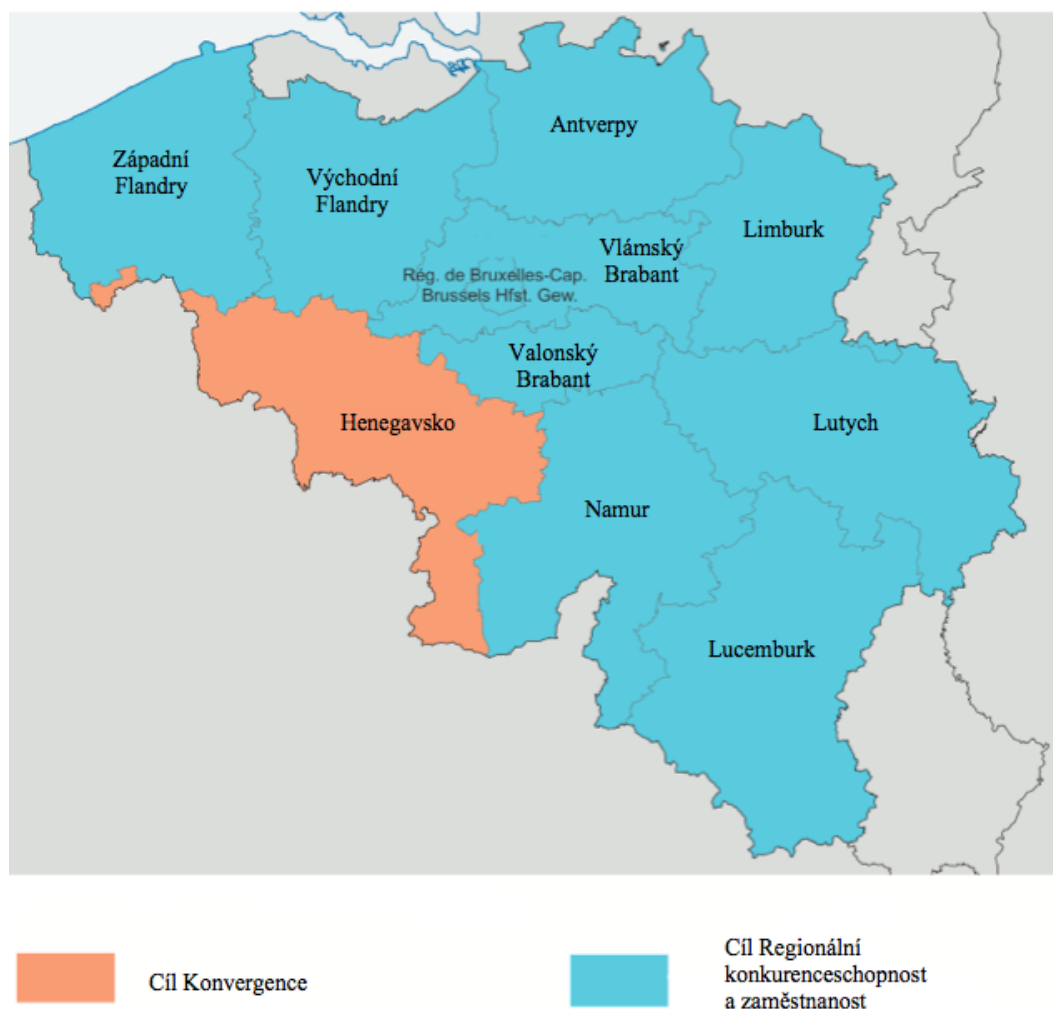 Antverpy
Západní
Flandry
Východní
Flandry
Limburk
Vlámský
Brabant
Rég. de Bruxelles-Cap.
Brussels Hfst. Gew.
Valonský
Brabant
Henegavsko
Lutych
Namur
Lucemburk
Cíl Konvergence
Cíl Regionální
konkurenceschopnost
a zaměstnanost